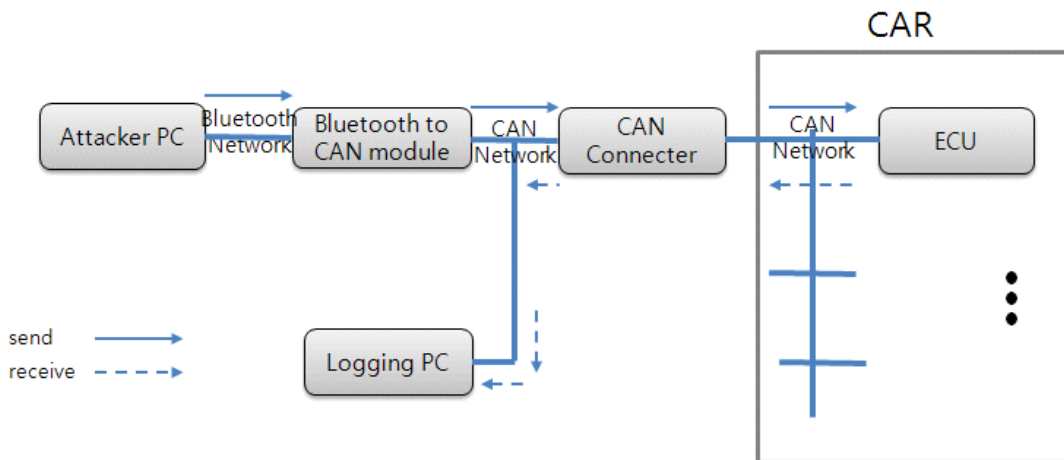 CAR
Attacker PC
Bluetooth
Network
Bluetooth to
CAN module
CAN
Network
CAN
Connecter
CAN
Network
ECU
Logging PC
send
receive